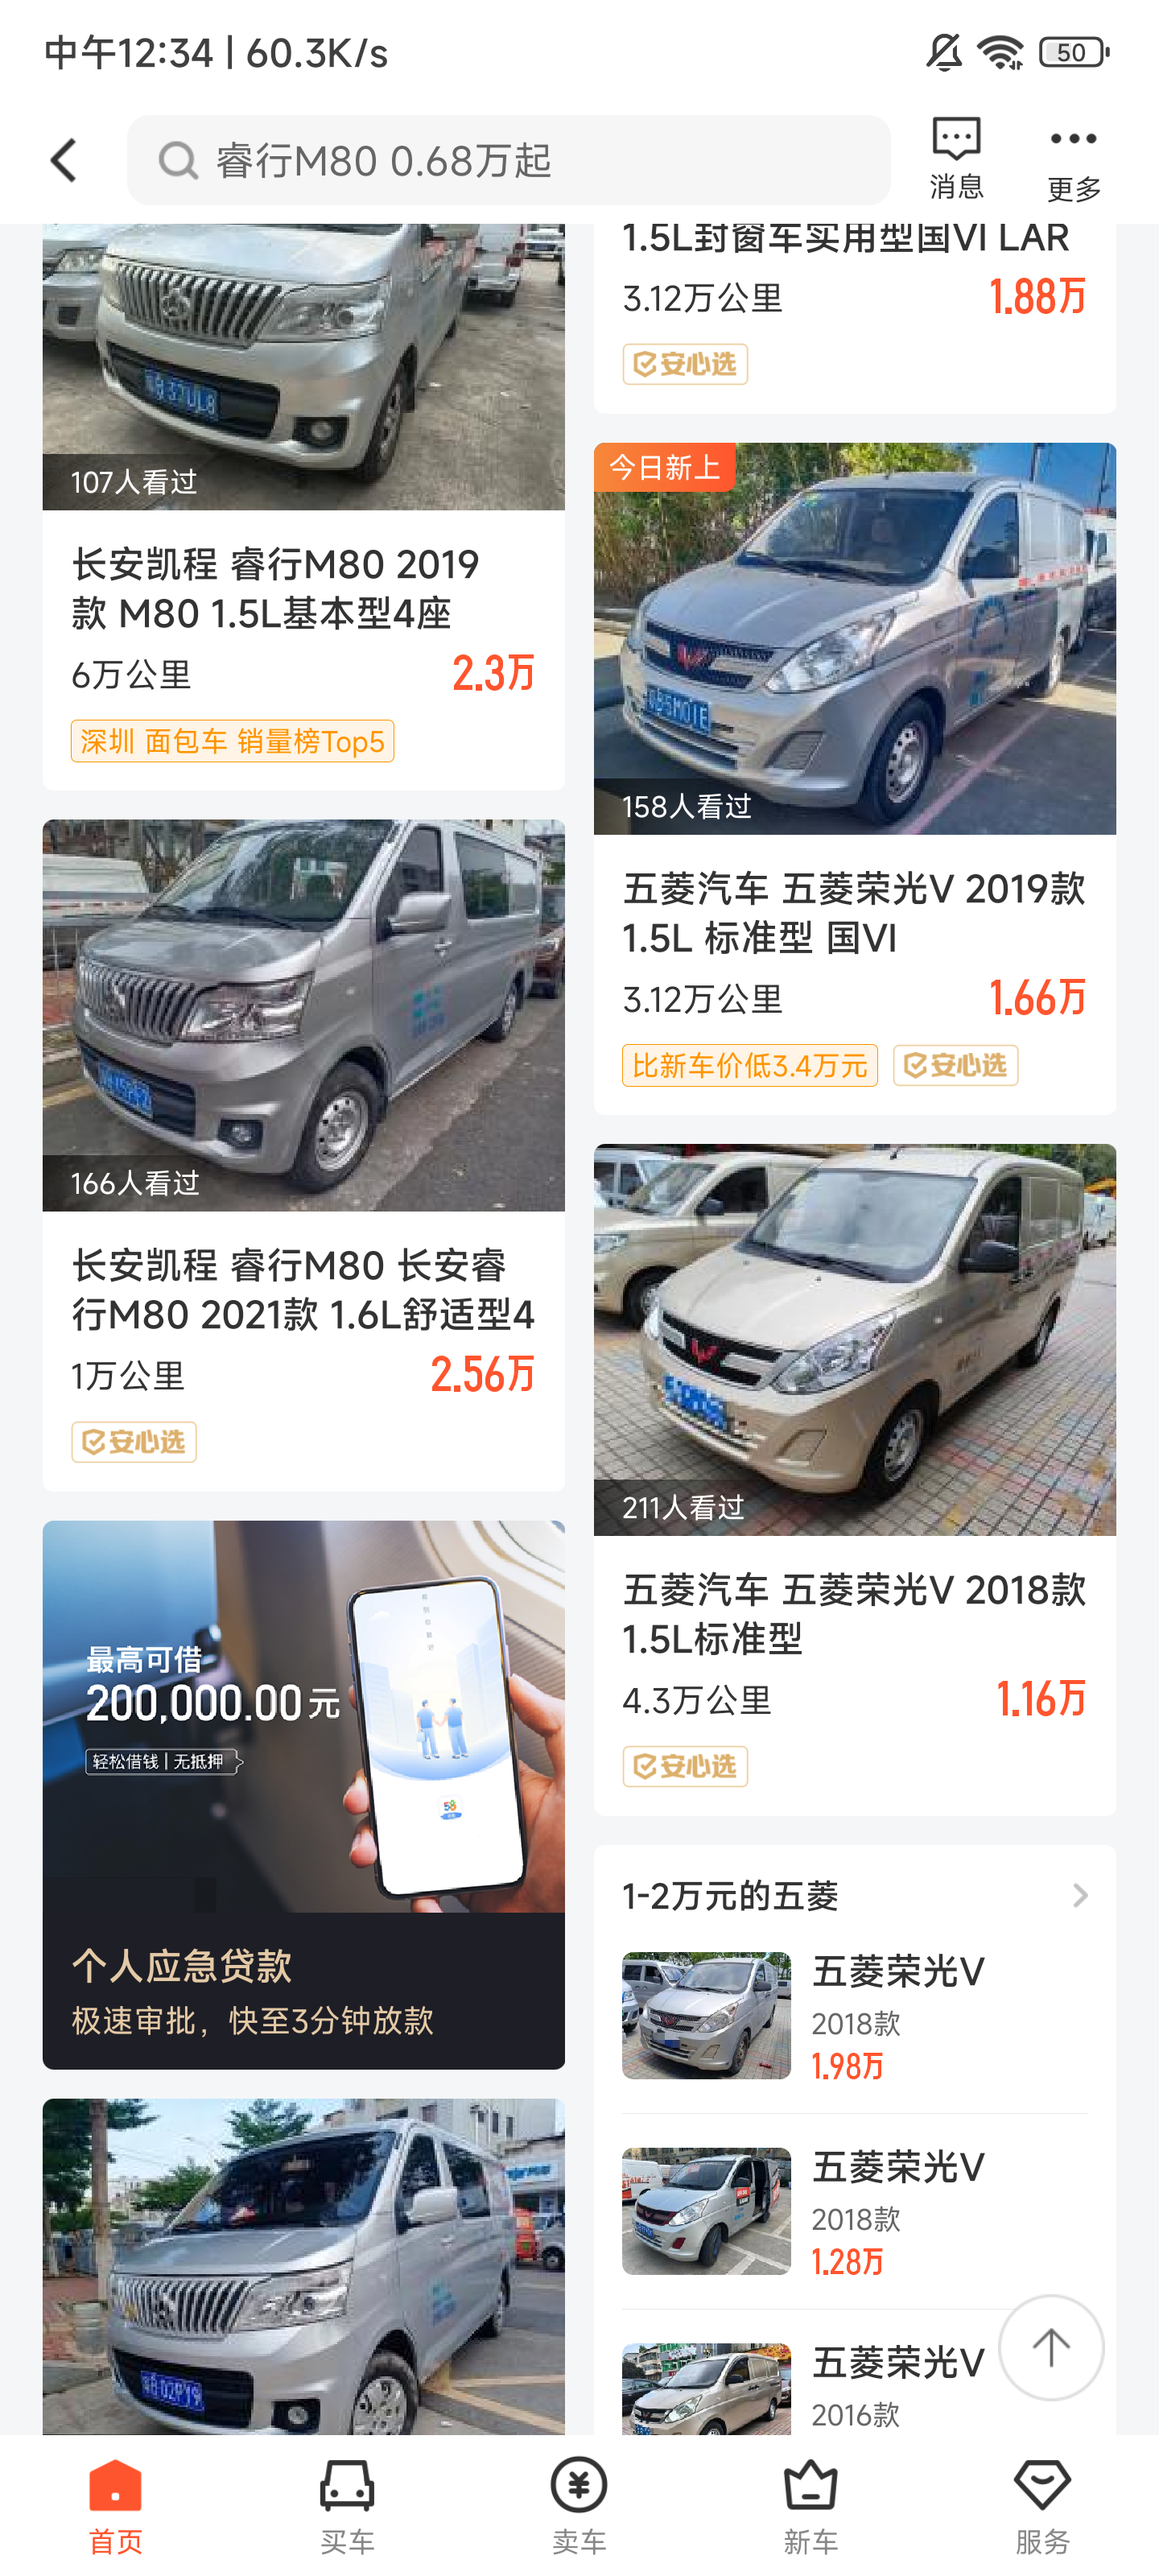 中午12:34 | 60.3K/s
50
睿行M80 0.68万起
消息
更多
107人看过
长安凯程 睿行M80 2019
款 M80 1.5L基本型4座
6万公里
2.3万
深圳 面包车 销量榜Top5
166人看过
长安凯程 睿行M80 长安睿
行M80 2021款 1.6L舒适型4
1万公里
2.56万
安心选
最高可借
200,000.00元
轻松借钱 | 无抵押
58
个人应急贷款
极速审批，快至3分钟放款
1.5L封窗车实用型国VI LAR
3.12万公里
1.88万
安心选
今日新上
158人看过
五菱汽车 五菱荣光V 2019款
1.5L 标准型 国VI
3.12万公里
1.66万
比新车价低3.4万元
安心选
211人看过
五菱汽车 五菱荣光V 2018款
1.5L标准型
4.3万公里
1.16万
安心选
1-2万元的五菱
五菱荣光V
2018款
1.98万
五菱荣光V
2018款
1.28万
五菱荣光V
2016款
首页
买车
卖车
新车
服务